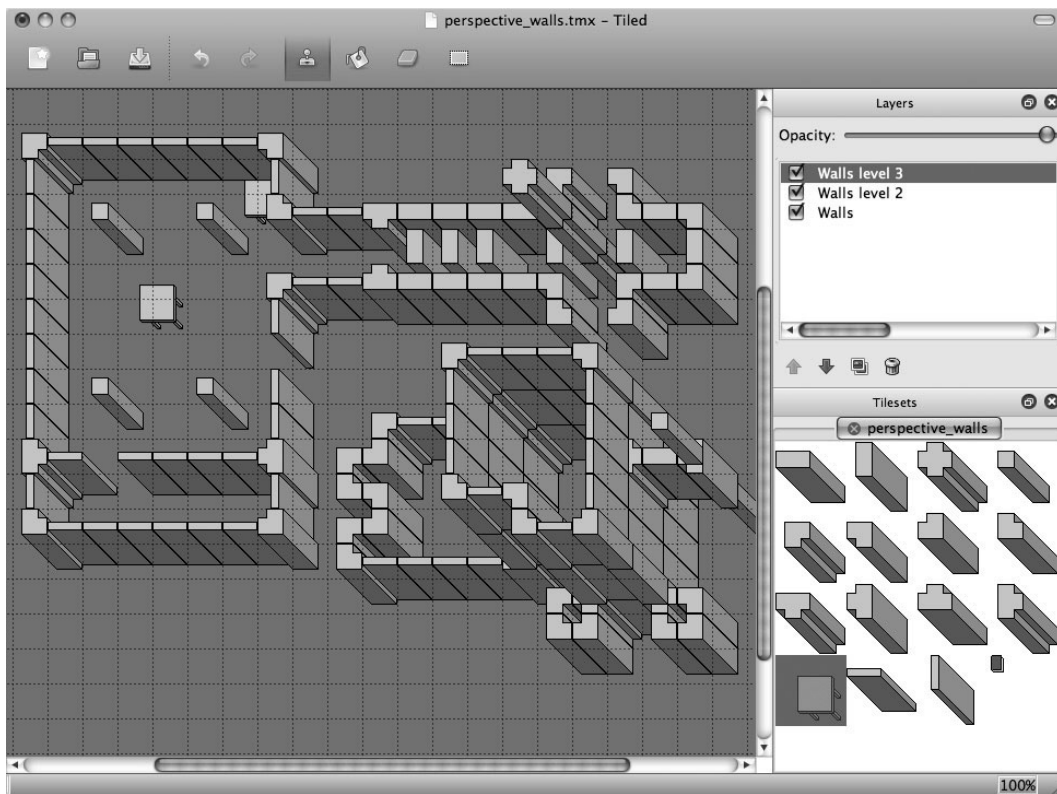 perspective_walls.tmx – Tiled
Layers
Opacity:
Walls level 3
Walls level 2
Walls
Tilesets
perspective_walls
100%